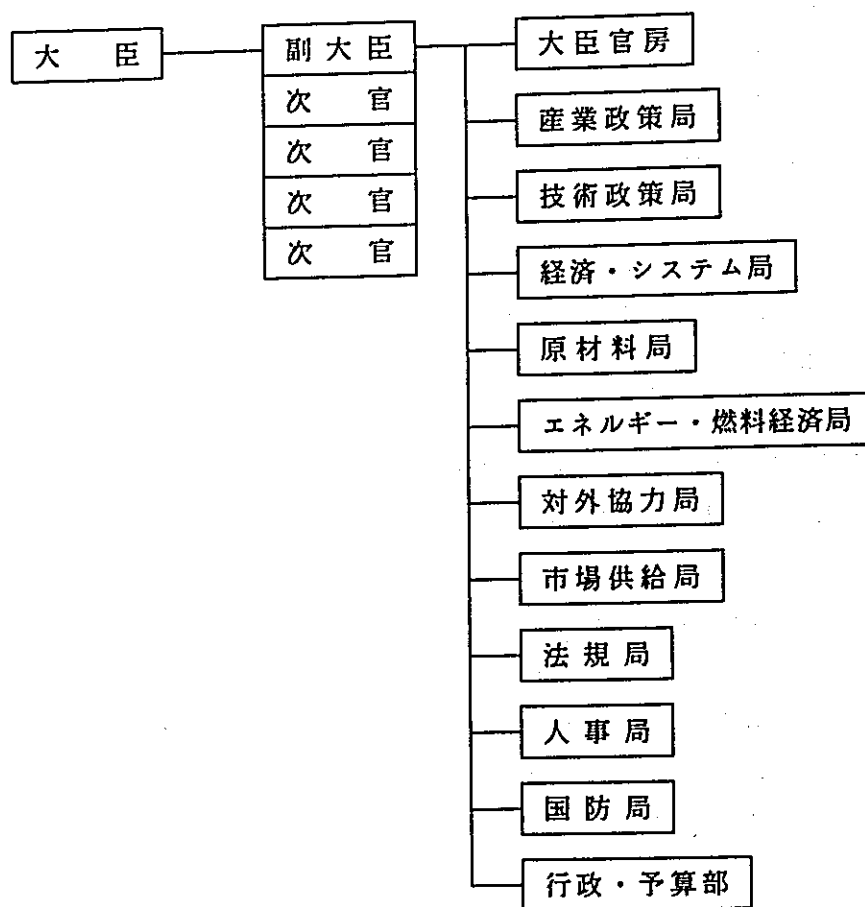 大臣
副大臣
次官
次官
次官
次官
大臣官房
産業政策局
技術政策局
経済・システム局
原材料局
エネルギー・燃料経済局
対外協力局
市場供給局
法規局
人事局
国防局
行政・予算部